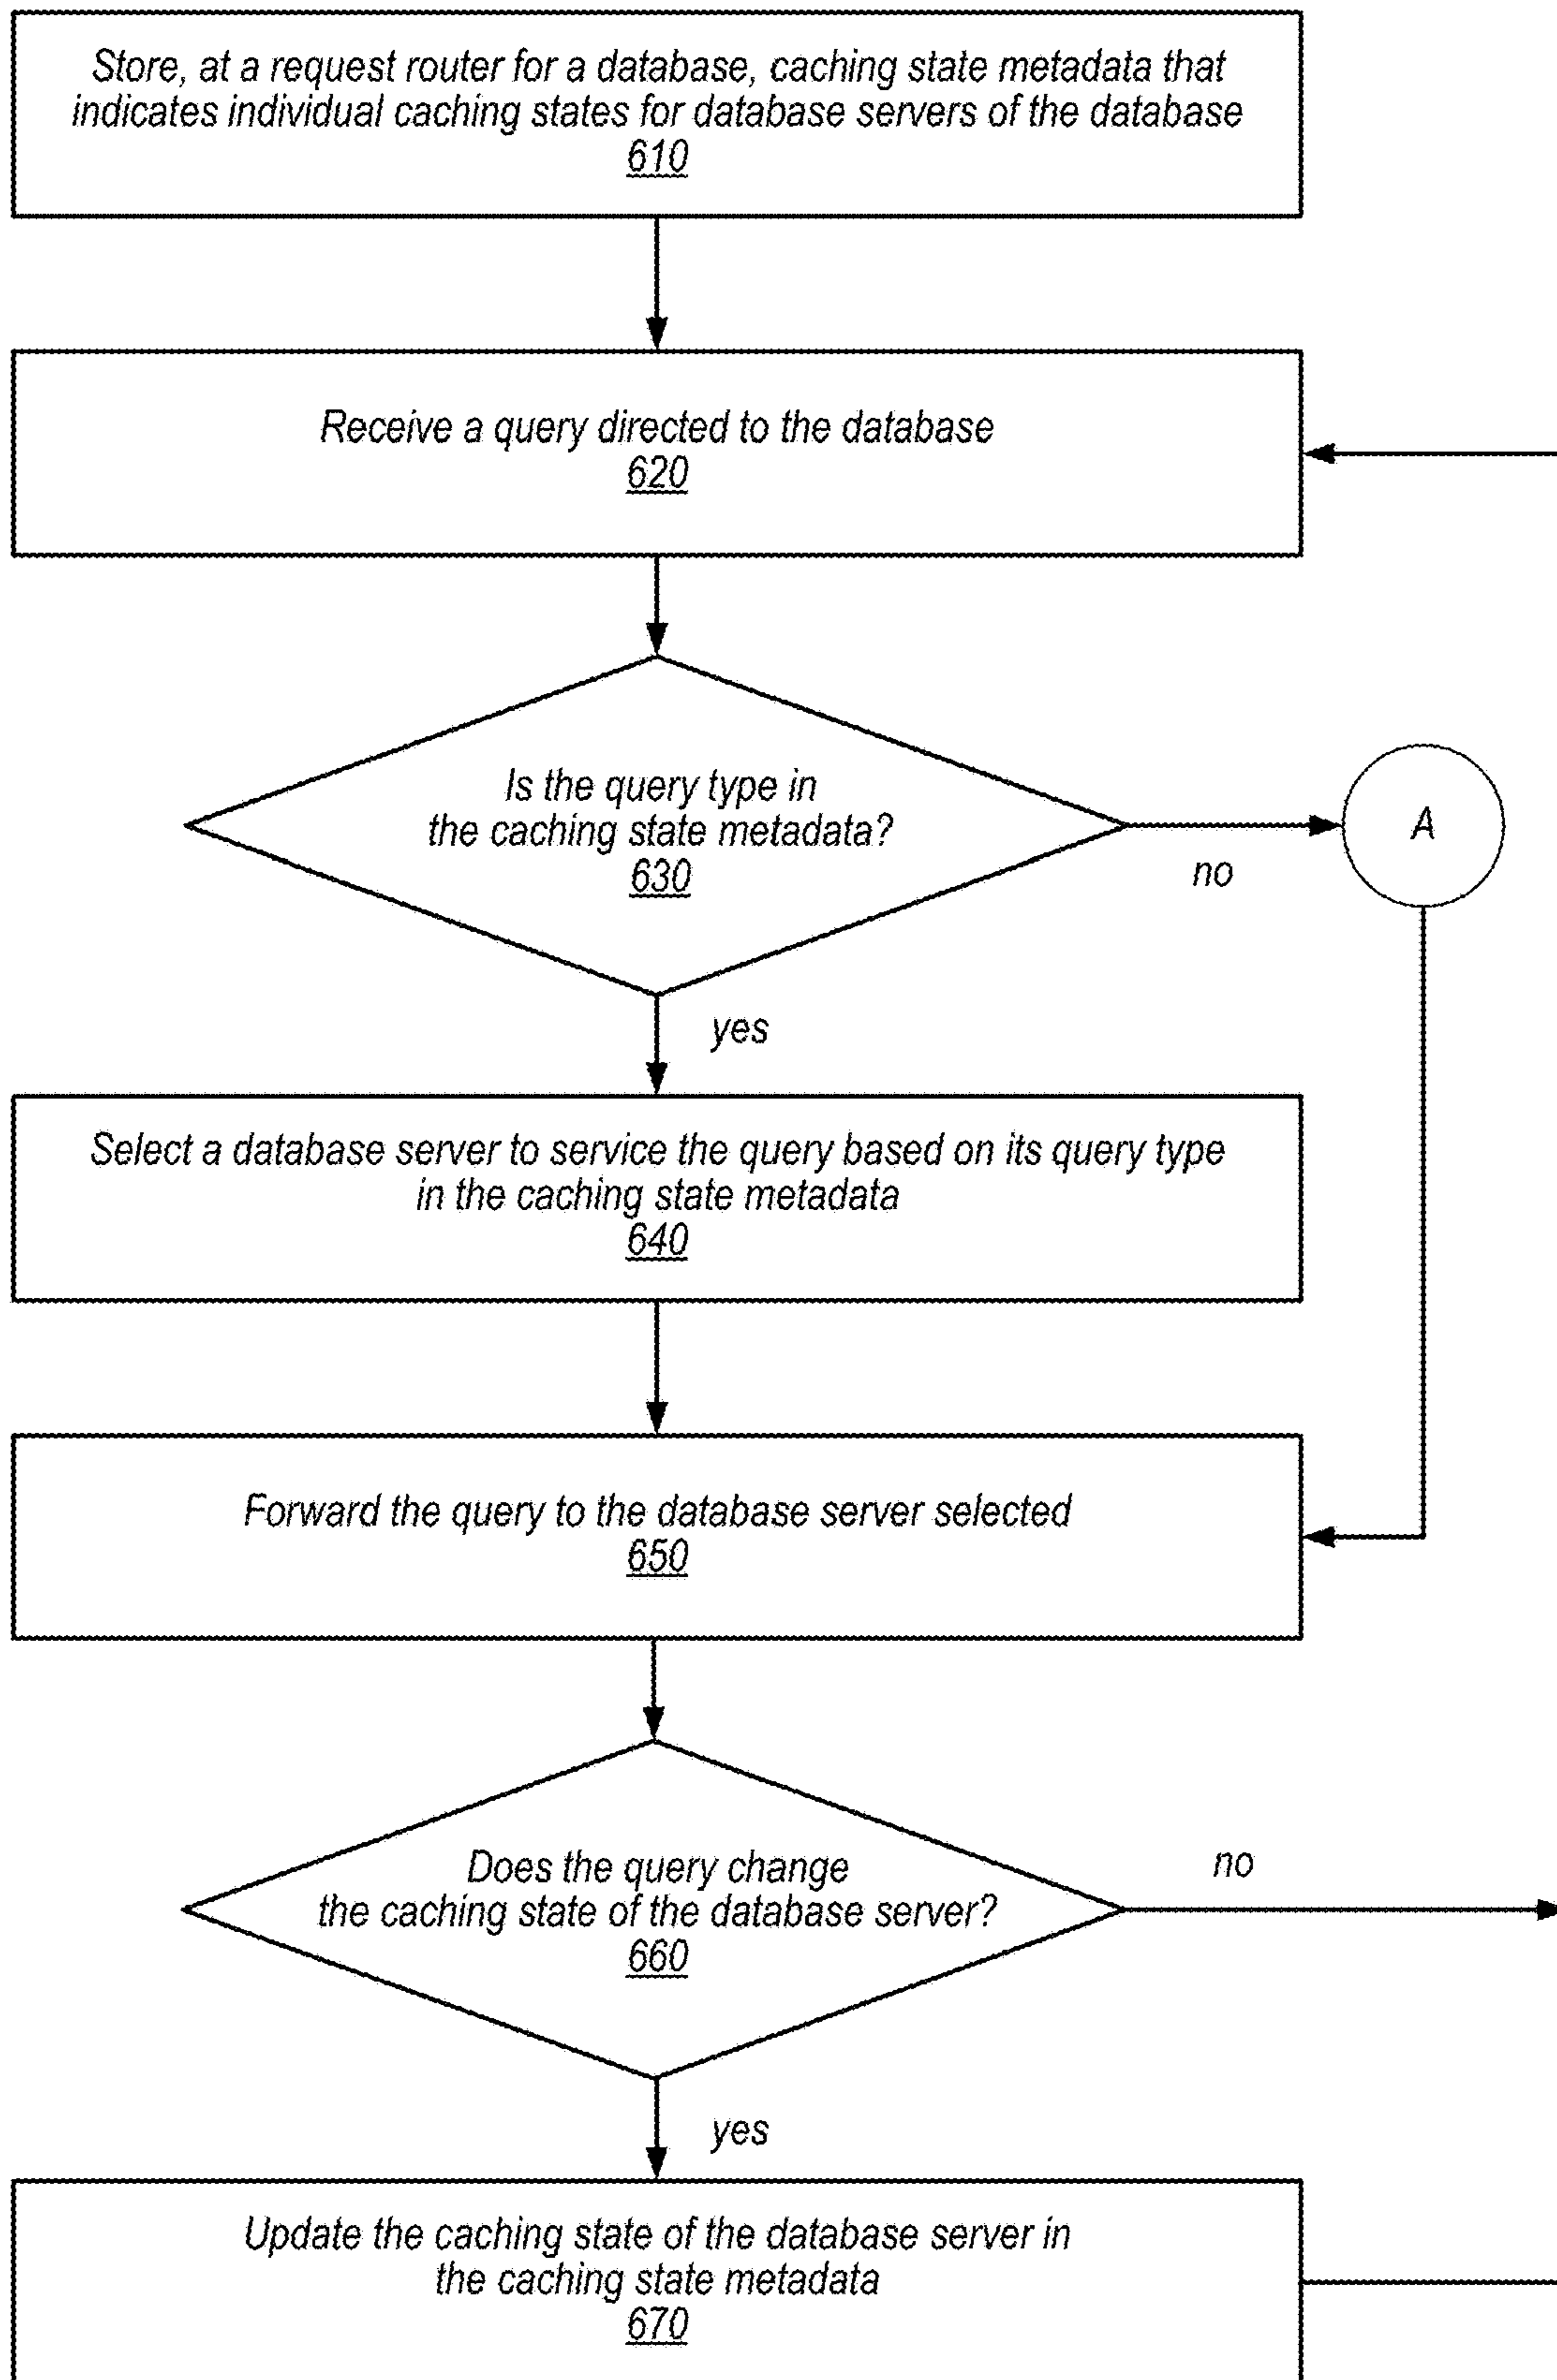 Store, at a request router for a database, caching state metadata that
indicates individual caching states for database servers of the database
610
Receive a query directed to the database
620
Is the query type in
the caching state metadata?
630
no
A
yes
Select a database server to service the query based on its query type
in the caching state metadata
640
Forward the query to the database server selected
650
Does the query change
the caching state of the database server?
660
no
yes
Update the caching state of the database server in
the caching state metadata
670